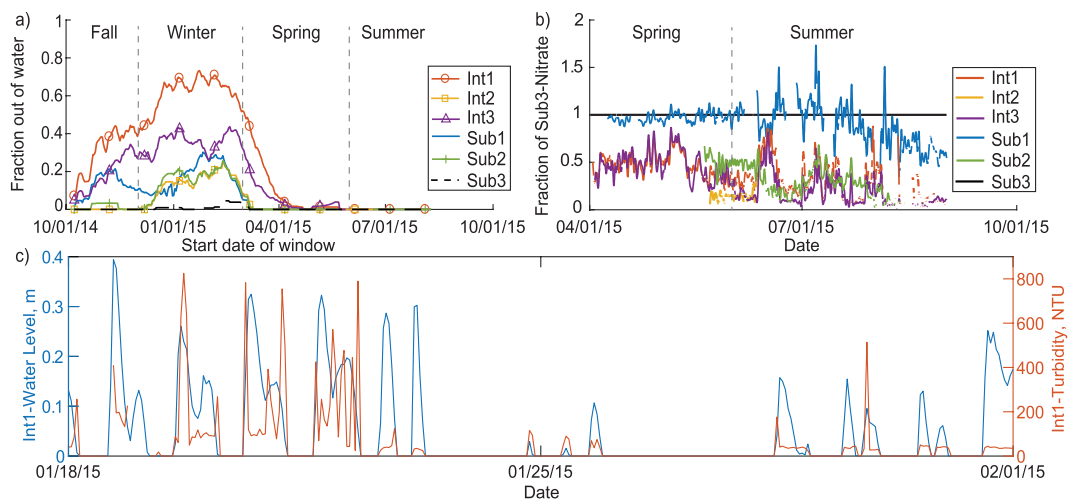 a)
Fall Winter Spring Summer
1
0.8
0.6
0.4
0.2
0
Fraction out of water
10/01/14 01/01/15 04/01/15 07/01/15 10/01/15
Start date of window
Int1
Int2
Int3
Sub1
Sub2
Sub3
b)
Spring Summer
2
1.5
1
0.5
0
Fraction of Sub3-Nitrate
04/01/15 07/01/15 10/01/15
Date
Int1
Int2
Int3
Sub1
Sub2
Sub3
c)
0.4
0.3
0.2
0.1
0
Int1-Water Level, m
800
600
400
200
0
Int1-Turbidity, NTU
01/18/15 01/25/15 02/01/15
Date